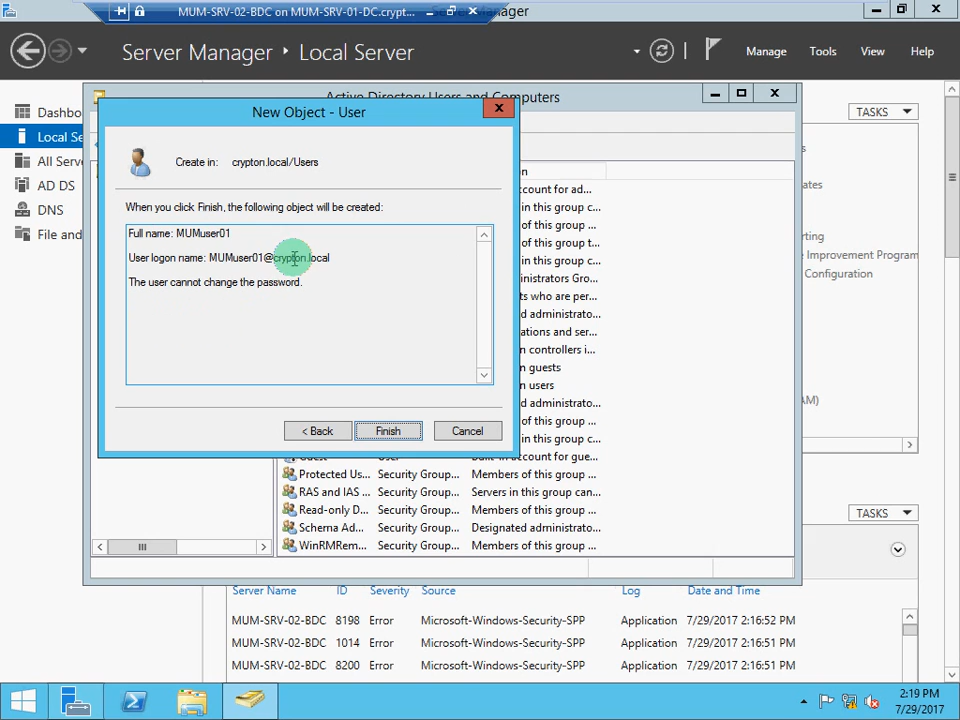 MUM-SRV-02-BDC on MUM-SRV-01-DC.crypt...
Server Manager
Server Manager ‣ Local Server
Manage
Tools
View
Help
Dashbo
Local Se
All Serve
AD DS
DNS
File and
TASKS
Active Directory Users and Computers
New Object - User
Create in: crypton.local/Users
When you click Finish, the following object will be created:
Full name: MUMuser01
User logon name: MUMuser01@crypton.local
The user cannot change the password.
< Back
Finish
Cancel
on
ccount for ad...
in this group c...
of this group ...
of this group t...
in this group c...
dministrators Gro...
ts who are per...
d administrato...
rations and ser...
n controllers i...
n guests
n users
d administrato...
of this group ...
in this group c...
Guest User Built-in account for gue...
Protected Us... Security Group... Members of this group ...
RAS and IAS ... Security Group... Servers in this group can...
Read-only D... Security Group... Members of this group ...
Schema Ad... Security Group... Designated administrato...
WinRMRem... Security Group... Members of this group ...
s
ates
rting
Improvement Program
Configuration
AM)
TASKS
Server Name ID Severity Source Log Date and Time
MUM-SRV-02-BDC 8198 Error Microsoft-Windows-Security-SPP Application 7/29/2017 2:16:52 PM
MUM-SRV-02-BDC 1014 Error Microsoft-Windows-Security-SPP Application 7/29/2017 2:16:51 PM
MUM-SRV-02-BDC 8200 Error Microsoft-Windows-Security-SPP Application 7/29/2017 2:16:51 PM
2:19 PM
7/29/2017